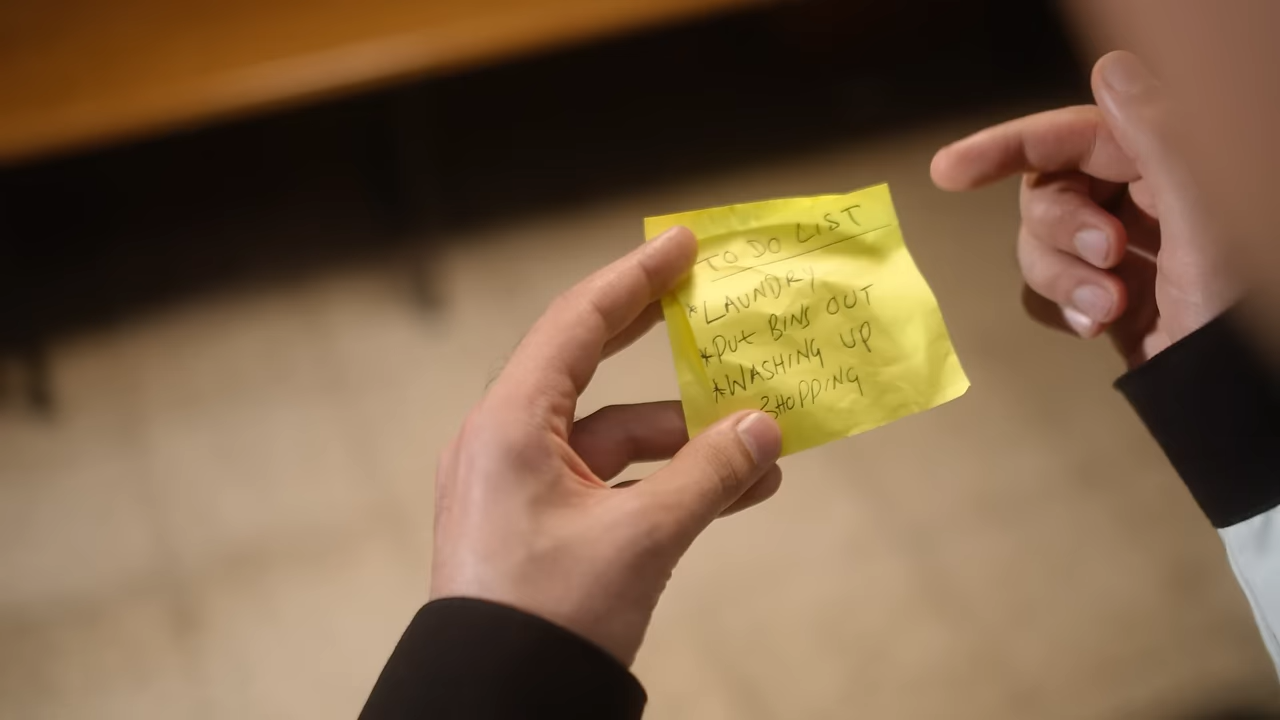 TO DO LIST
* LAUNDRY
* PUt BINS OUT
* WASHING UP
SHOPPING